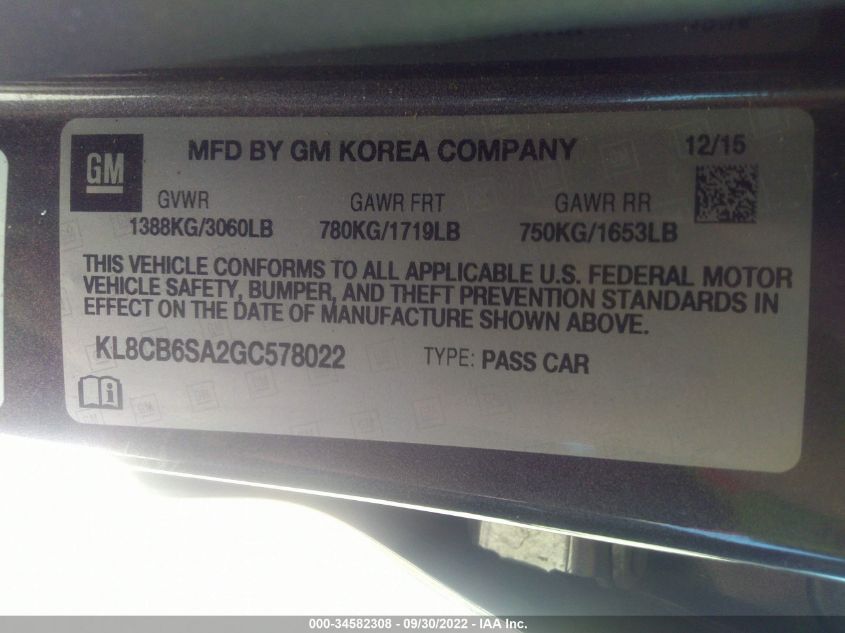 GM
MFD BY GM KOREA COMPANY 12/15
GVWR GAWR FRT GAWR RR
1388KG/3060LB 780KG/1719LB 750KG/1653LB
THIS VEHICLE CONFORMS TO ALL APPLICABLE U.S. FEDERAL MOTOR
VEHICLE SAFETY, BUMPER, AND THEFT PREVENTION STANDARDS IN
EFFECT ON THE DATE OF MANUFACTURE SHOWN ABOVE.
KL8CB6SA2GC578022 TYPE: PASS CAR
000-34582308 - 09/30/2022 - IAA Inc.